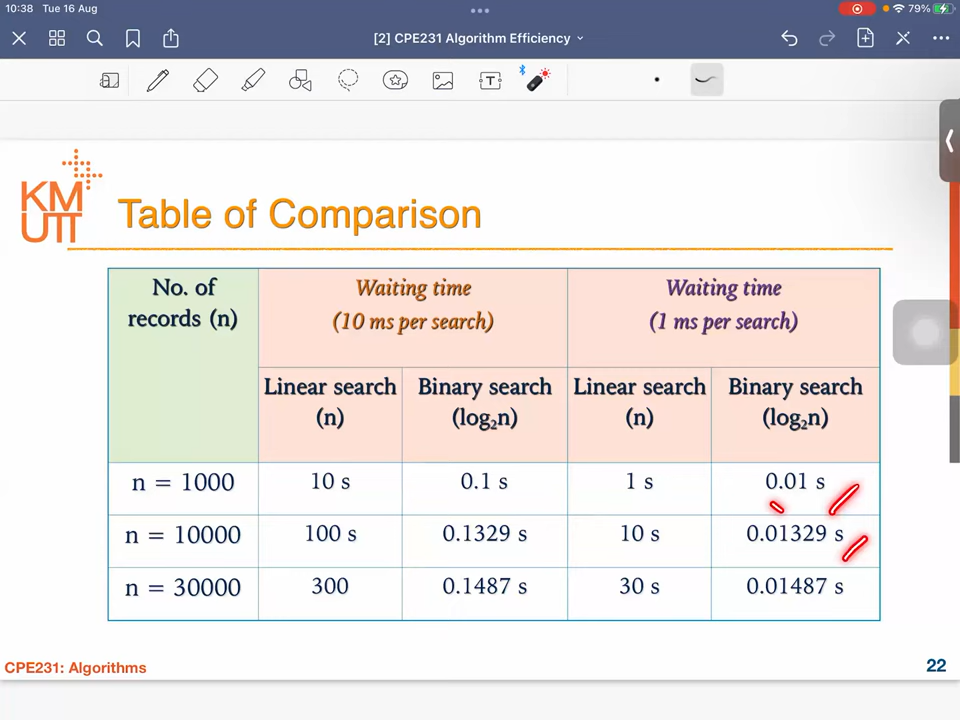 10:38 Tue 16 Aug
79%
[2] CPE231 Algorithm Efficiency
T
KM
UTT
Table of Comparison
No. of
records (n)
Waiting time
(10 ms per search)
Waiting time
(1 ms per search)
Linear search
(n)
Binary search
(log₂n)
Linear search
(n)
Binary search
(log₂n)
n = 1000 10 s 0.1 s 1 s 0.01 s
n = 10000 100 s 0.1329 s 10 s 0.01329 s
n = 30000 300 0.1487 s 30 s 0.01487 s
CPE231: Algorithms
22